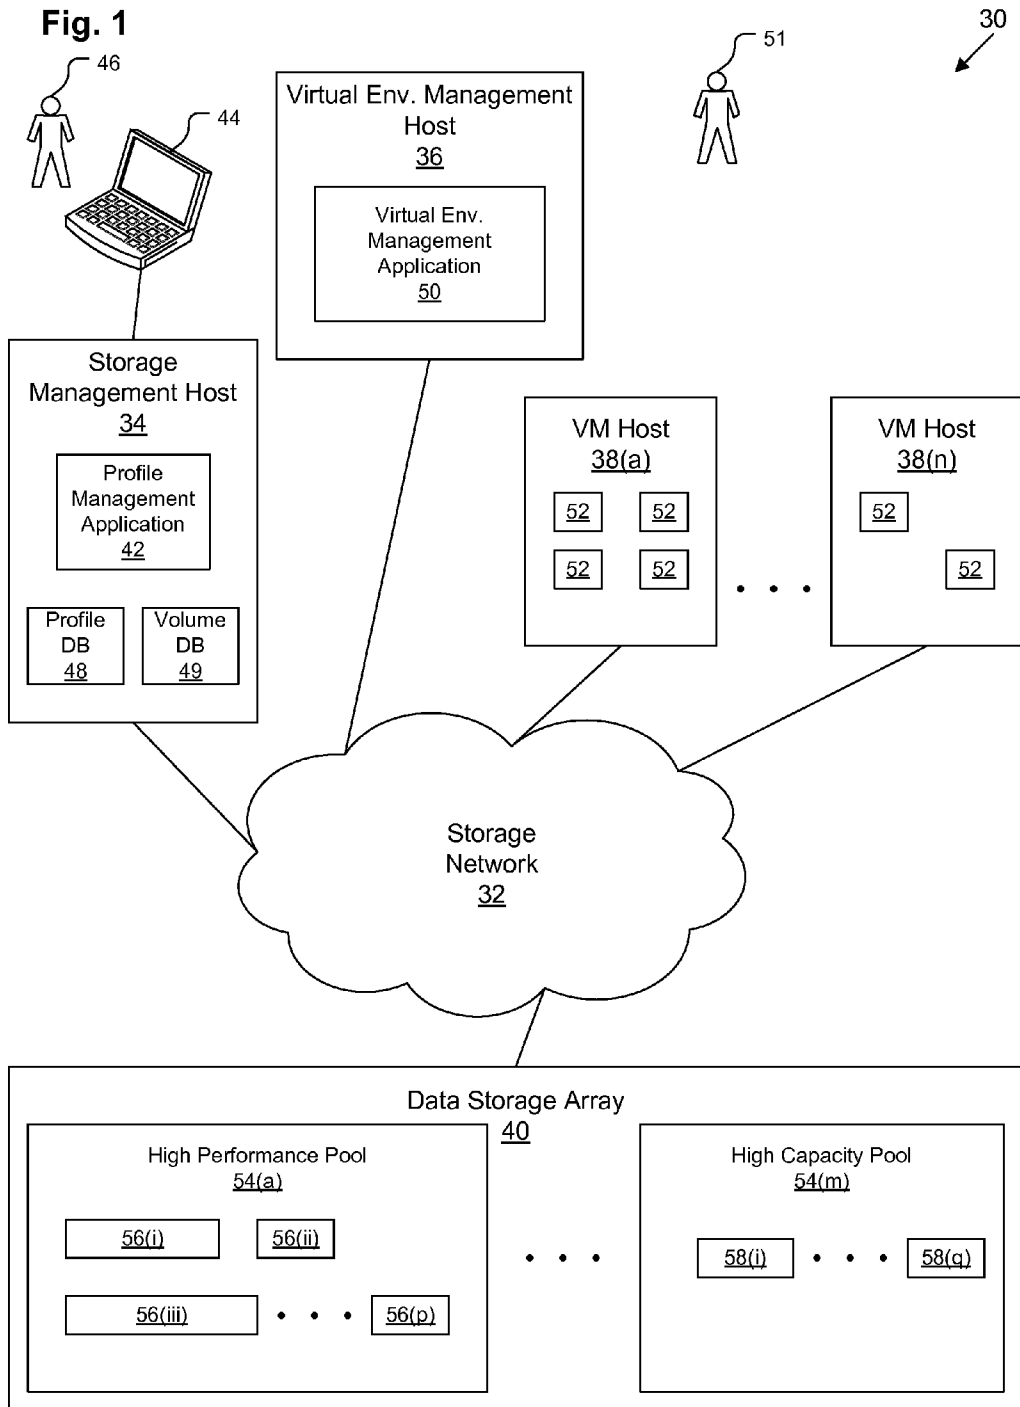 Fig. 1
46
44
51
30
Virtual Env. Management
Host
36
Virtual Env.
Management
Application
50
Storage
Management Host
34
Profile
Management
Application
42
Profile
DB
48
Volume
DB
49
VM Host
38(a)
52 52
52 52
VM Host
38(n)
52
52
Storage
Network
32
Data Storage Array
40
High Performance Pool
54(a)
56(i) 56(ii)
56(iii) 56(p)
High Capacity Pool
54(m)
58(i) 58(q)